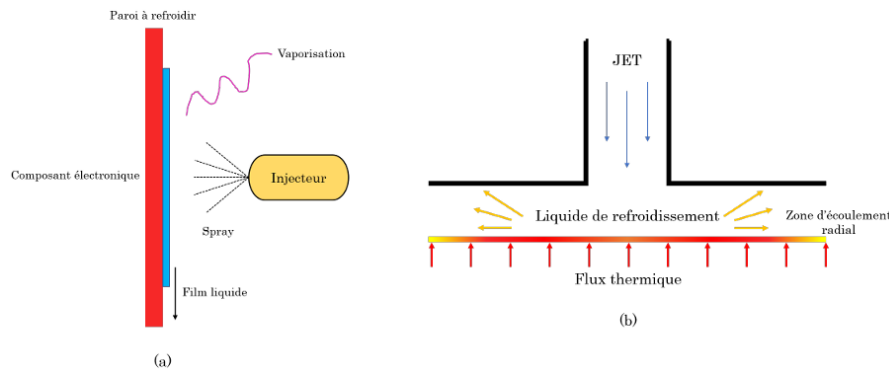 Paroi à refroidir
Vaporisation
Composant électronique
Injecteur
Spray
Film liquide
(a)
JET
Liquide de refroidissement
Zone d'écoulement
radial
Flux thermique
(b)